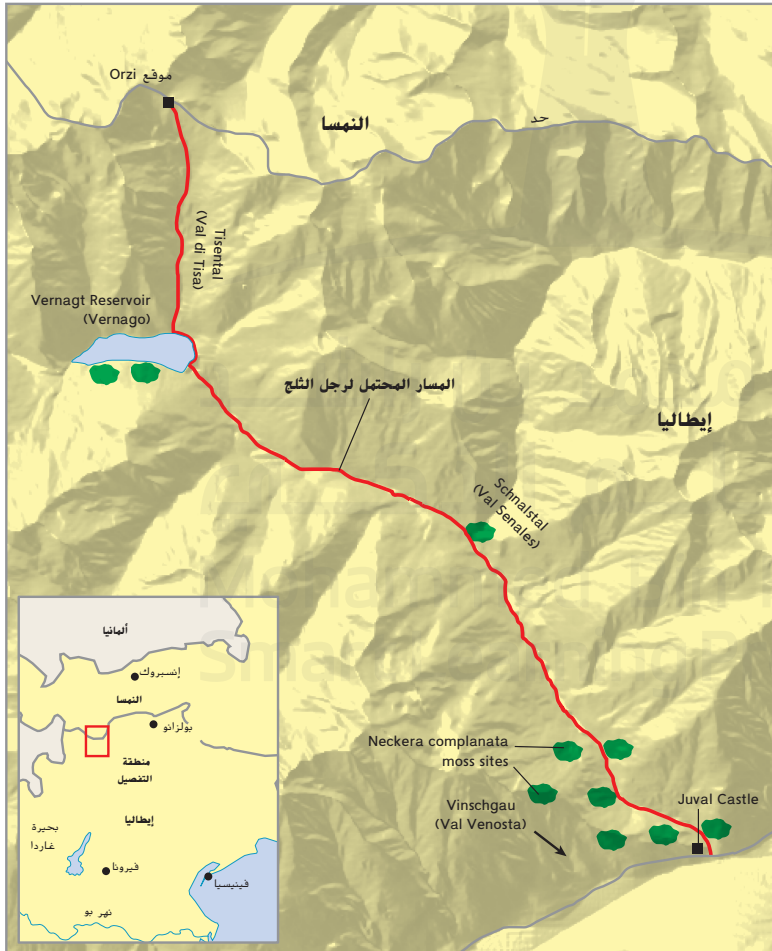 موقع Orzi
النمسا
حد
Tisental
(Val di Tisa)
Vernagt Reservoir
(Vernago)
المسار المحتمل لرجل الثلج
إيطاليا
Schnalstal
(Val Senales)
Neckera complanata
moss sites
Vinschgau
(Val Venosta)
Juval Castle
ألمانيا
إنسبروك
النمسا
بولزانو
منطقة
التفصيل
إيطاليا
بحيرة
غاردا
فيرونا
فينيسيا
نهر بو